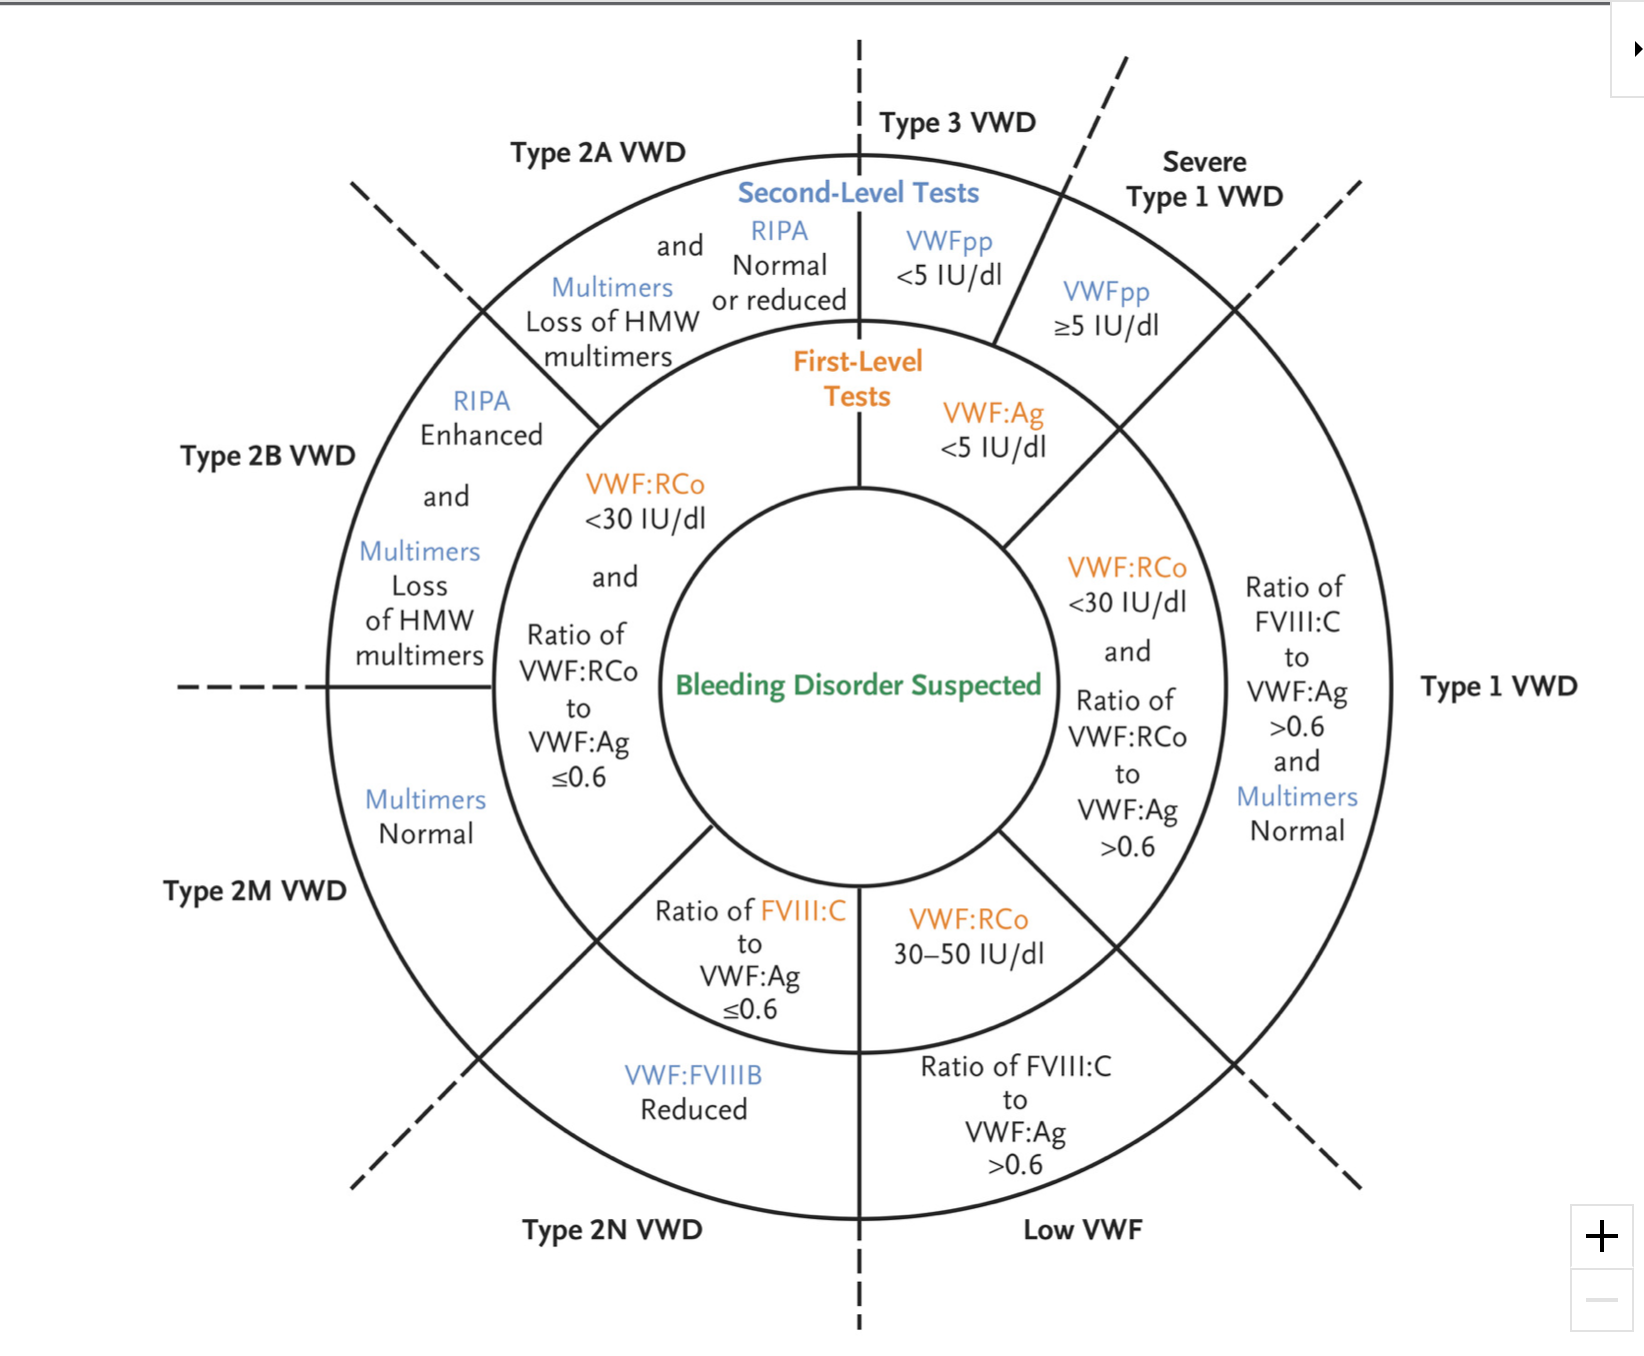 Type 3 VWD
Severe
Type 1 VWD
Type 2A VWD
Second-Level Tests
and
RIPA
Normal
or reduced
Multimers
Loss of HMW
multimers
VWFpp
<5 IU/dl
VWFpp
≥5 IU/dl
First-Level
Tests
VWF:Ag
<5 IU/dl
Type 2B VWD
RIPA
Enhanced
and
Multimers
Loss
of HMW
multimers
VWF:RCo
<30 IU/dl
and
Ratio of
VWF:RCo
to
VWF:Ag
≤0.6
Bleeding Disorder Suspected
VWF:RCo
<30 IU/dl
and
Ratio of
VWF:RCo
to
VWF:Ag
>0.6
Ratio of
FVIII:C
to
VWF:Ag
>0.6
and
Multimers
Normal
Type 1 VWD
Multimers
Normal
Type 2M VWD
Ratio of FVIII:C
to
VWF:Ag
≤0.6
VWF:RCo
30–50 IU/dl
VWF:FVIIIB
Reduced
Ratio of FVIII:C
to
VWF:Ag
>0.6
Type 2N VWD
Low VWF